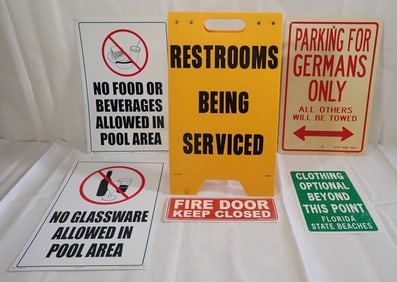 NO FOOD OR
BEVERAGES
ALLOWED IN
POOL AREA
RESTROOMS
BEING
SERVICED
PARKING FOR
GERMANS
ONLY
ALL OTHERS
WILL BE TOWED
NO GLASSWARE
ALLOWED IN
POOL AREA
FIRE DOOR
KEEP CLOSED
CLOTHING
OPTIONAL
BEYOND
THIS POINT
FLORIDA
STATE BEACHES